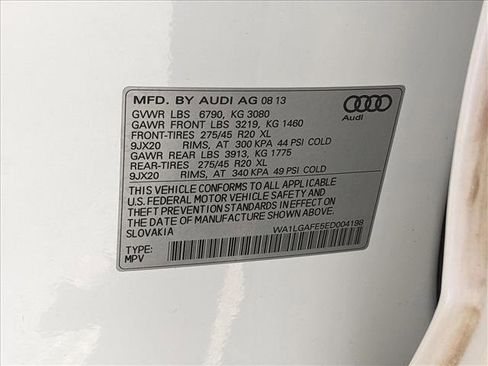 MFD. BY AUDI AG 08 13
GVWR LBS 6790, KG 3080
GAWR FRONT LBS 3219, KG 1460
FRONT-TIRES 275/45 R20 XL
9JX20 RIMS, AT 300 KPA 44 PSI COLD
GAWR REAR LBS 3913, KG 1775
REAR-TIRES 275/45 R20 XL
9JX20 RIMS, AT 340 KPA 49 PSI COLD
Audi
THIS VEHICLE CONFORMS TO ALL APPLICABLE
U.S. FEDERAL MOTOR VEHICLE SAFETY AND
THEFT PREVENTION STANDARDS IN EFFECT ON
THE DATE OF MANUFACTURE SHOWN ABOVE
SLOVAKIA
WA1LGAFE5ED004198
TYPE:
MPV